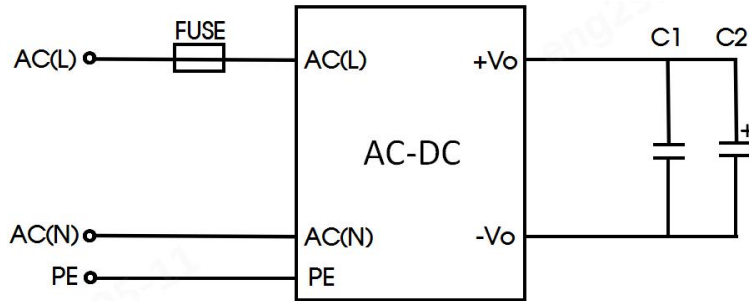 FUSE
C1 C2
AC(L) AC(L) +Vo
AC-DC
+
AC(N) AC(N) -Vo
PE PE